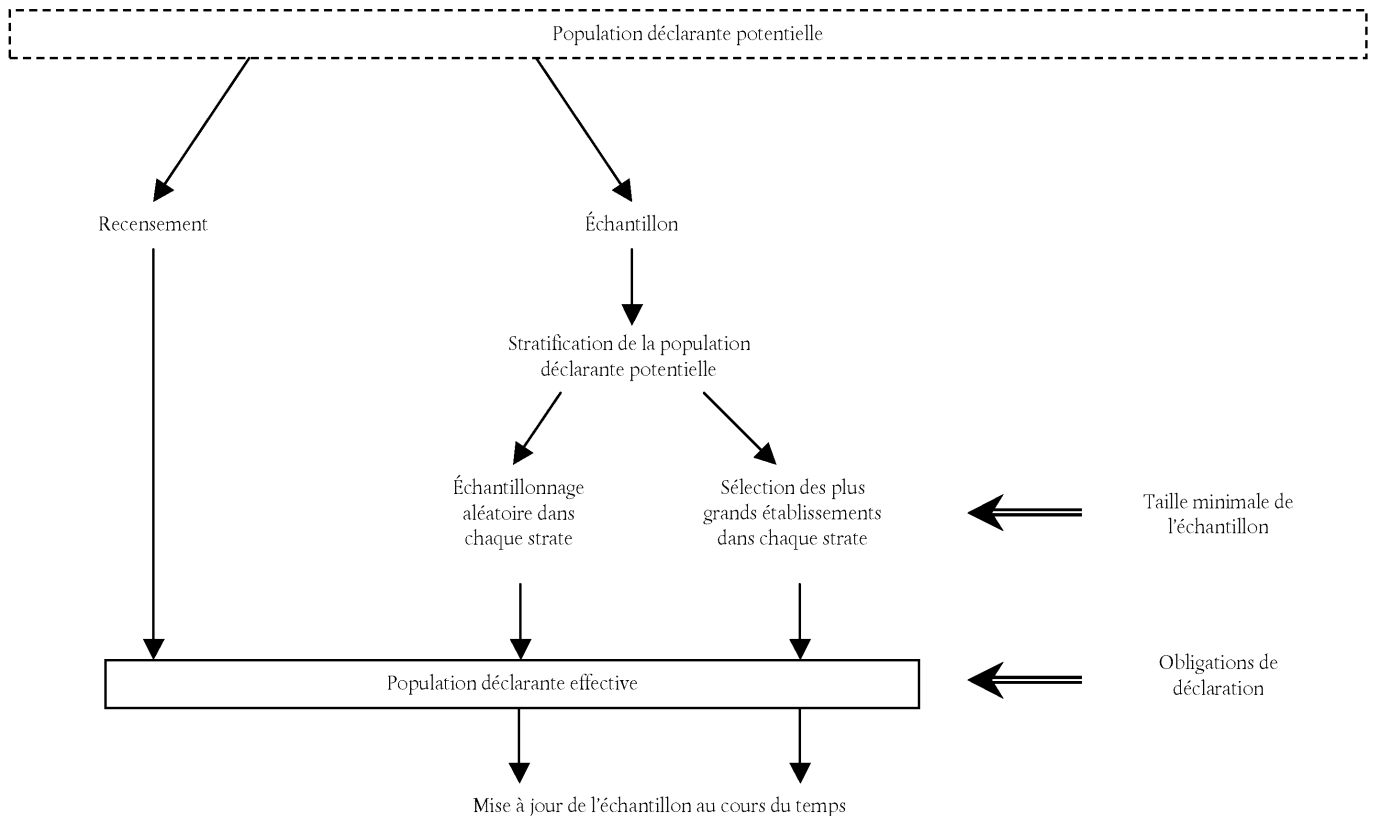 Population déclarante potentielle
Recensement
Échantillon
Stratification de la population
déclarante potentielle
Échantillonnage
aléatoire dans
chaque strate
Sélection des plus
grands établissements
dans chaque strate
Taille minimale de
l'échantillon
Population déclarante effective
Obligations de
déclaration
Mise à jour de l'échantillon au cours du temps